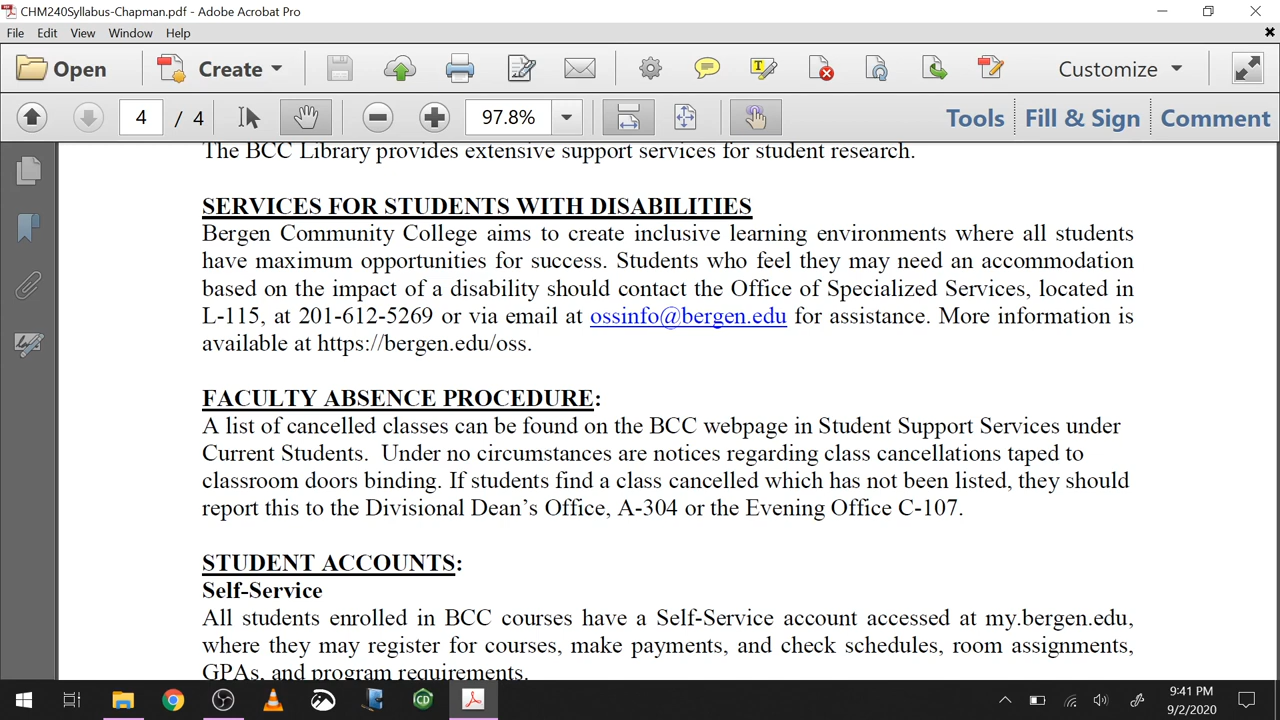 CHM240Syllabus-Chapman.pdf - Adobe Acrobat Pro
File Edit View Window Help
Open Create Customize
4 / 4 97.8% Tools Fill & Sign Comment
The BCC Library provides extensive support services for student research.
SERVICES FOR STUDENTS WITH DISABILITIES
Bergen Community College aims to create inclusive learning environments where all students
have maximum opportunities for success. Students who feel they may need an accommodation
based on the impact of a disability should contact the Office of Specialized Services, located in
L-115, at 201-612-5269 or via email at ossinfo@bergen.edu for assistance. More information is
available at https://bergen.edu/oss.
FACULTY ABSENCE PROCEDURE:
A list of cancelled classes can be found on the BCC webpage in Student Support Services under
Current Students. Under no circumstances are notices regarding class cancellations taped to
classroom doors binding. If students find a class cancelled which has not been listed, they should
report this to the Divisional Dean's Office, A-304 or the Evening Office C-107.
STUDENT ACCOUNTS:
Self-Service
All students enrolled in BCC courses have a Self-Service account accessed at my.bergen.edu,
where they may register for courses, make payments, and check schedules, room assignments,
GPAs, and program requirements.
9:41 PM
9/2/2020